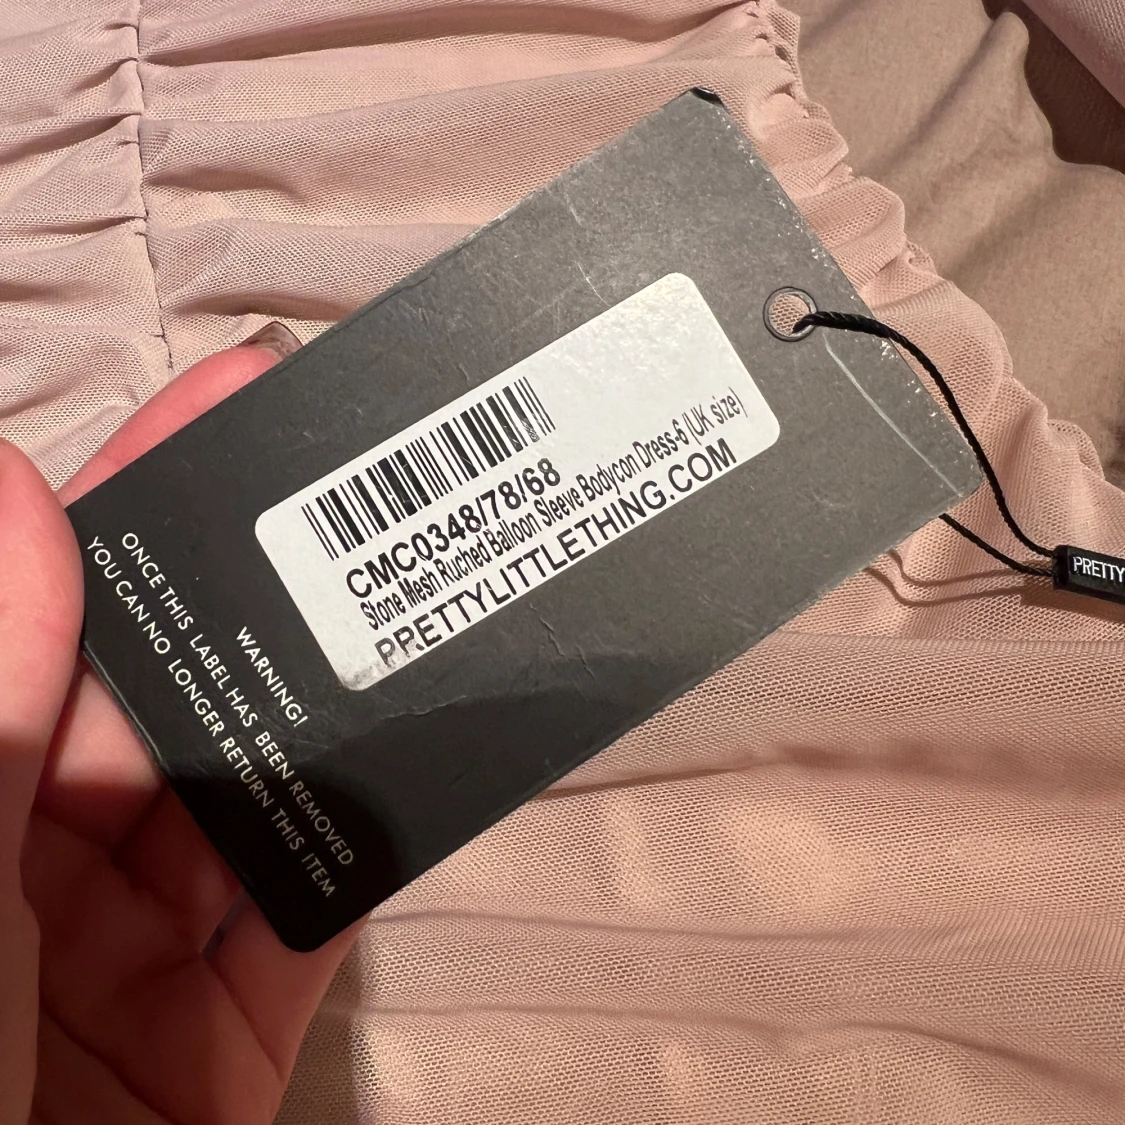 CMC0348/78/68
Stone Mesh Ruched Balloon Sleeve Bodycon Dress-6 (UK size)
PRETTYLITTLETHING.COM
WARNING!
ONCE THIS LABEL HAS BEEN REMOVED
YOU CAN NO LONGER RETURN THIS ITEM
PRETTY